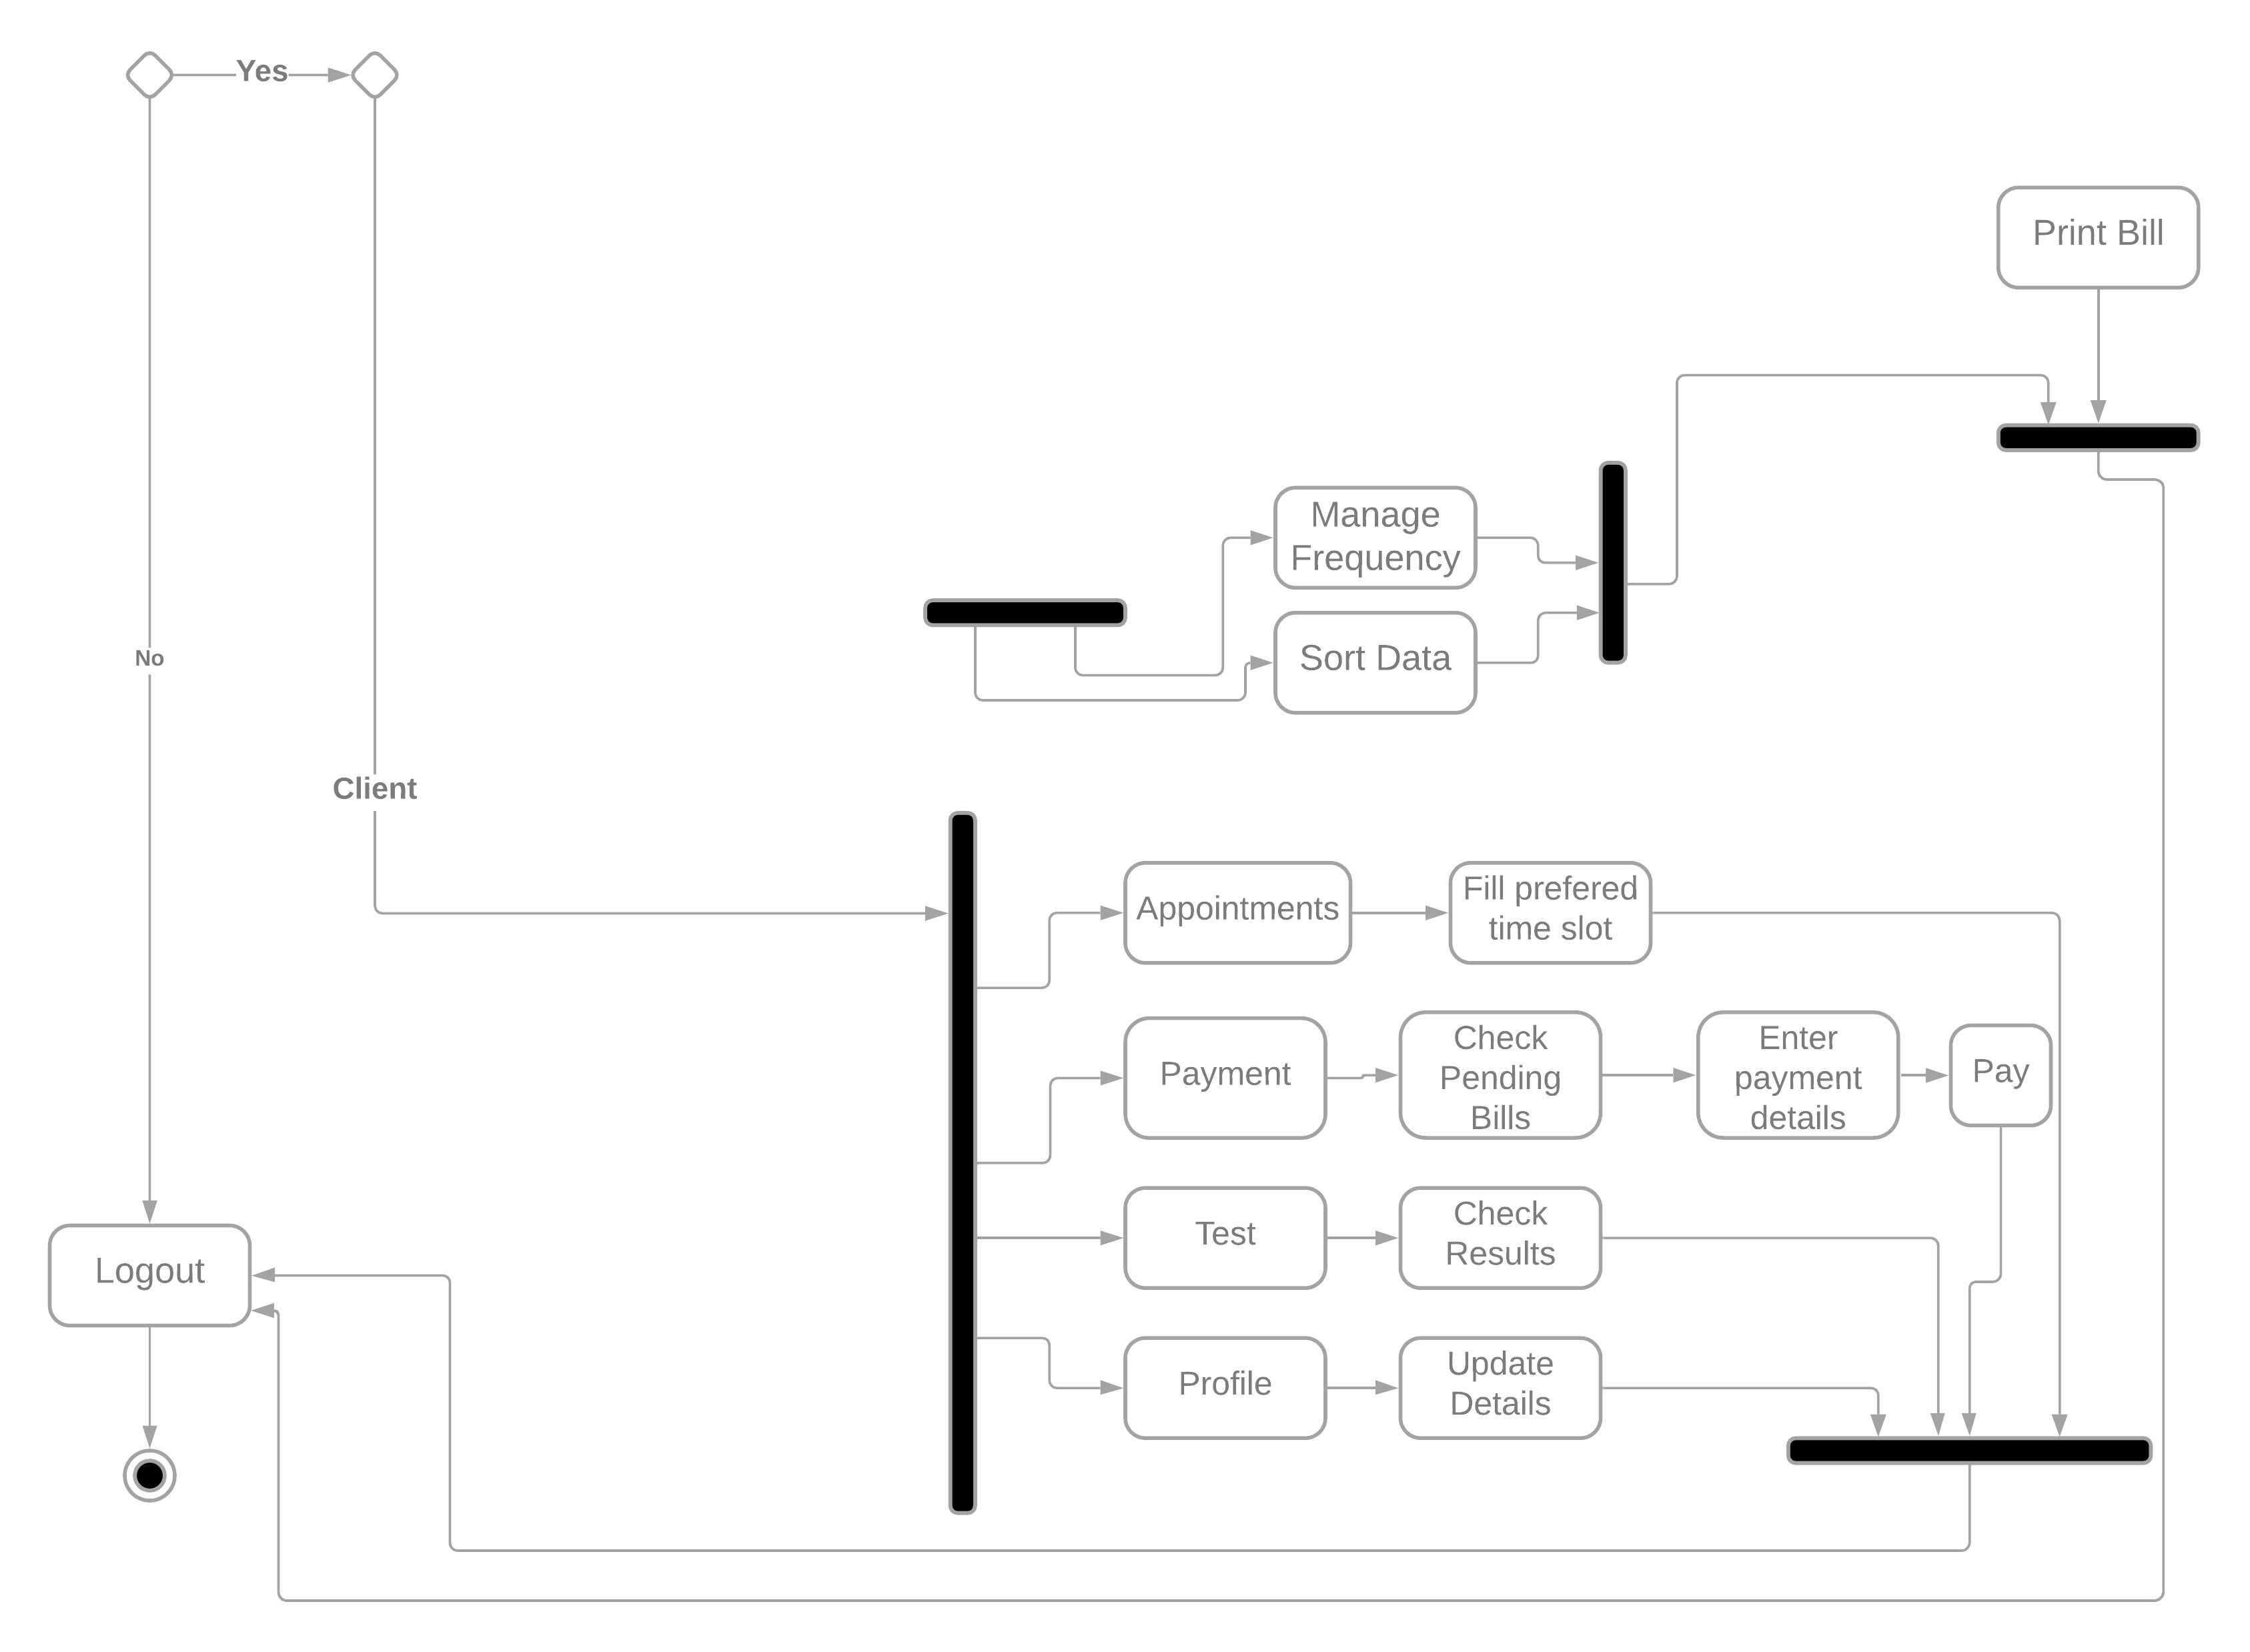 Yes
Print Bill
Manage
Frequency
Sort Data
No
Client
Appointments
Fill prefered
time slot
Payment
Check
Pending
Bills
Enter
payment
details
Pay
Test
Check
Results
Logout
Profile
Update
Details